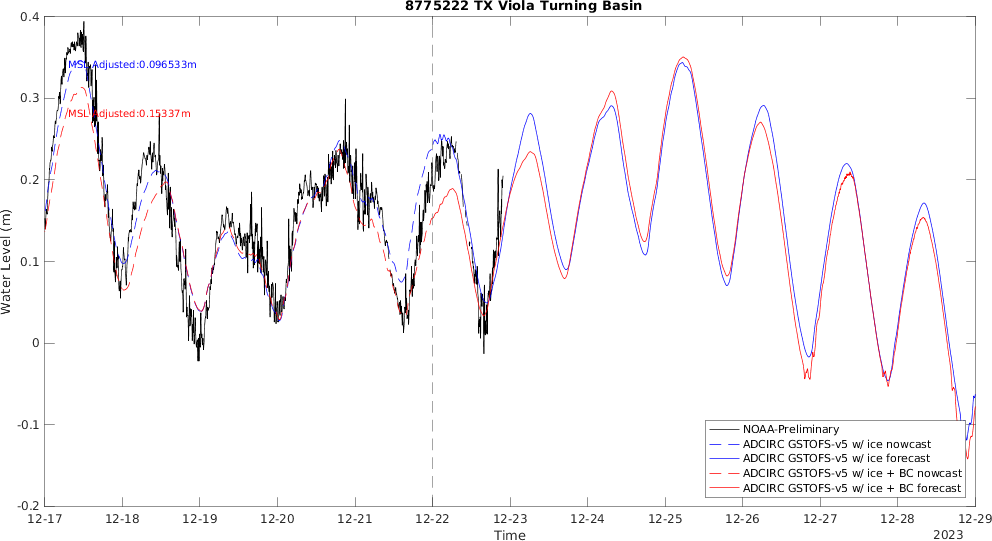 8775222 TX Viola Turning Basin
0.4
0.3
0.2
0.1
0
-0.1
-0.2
Water Level (m)
MSL Adjusted:0.096533m
MSL Adjusted:0.15337m
NOAA-Preliminary
ADCIRC GSTOFS-v5 w/ ice nowcast
ADCIRC GSTOFS-v5 w/ ice forecast
ADCIRC GSTOFS-v5 w/ ice + BC nowcast
ADCIRC GSTOFS-v5 w/ ice + BC forecast
12-17 12-18 12-19 12-20 12-21 12-22 12-23 12-24 12-25 12-26 12-27 12-28 12-29
Time
2023